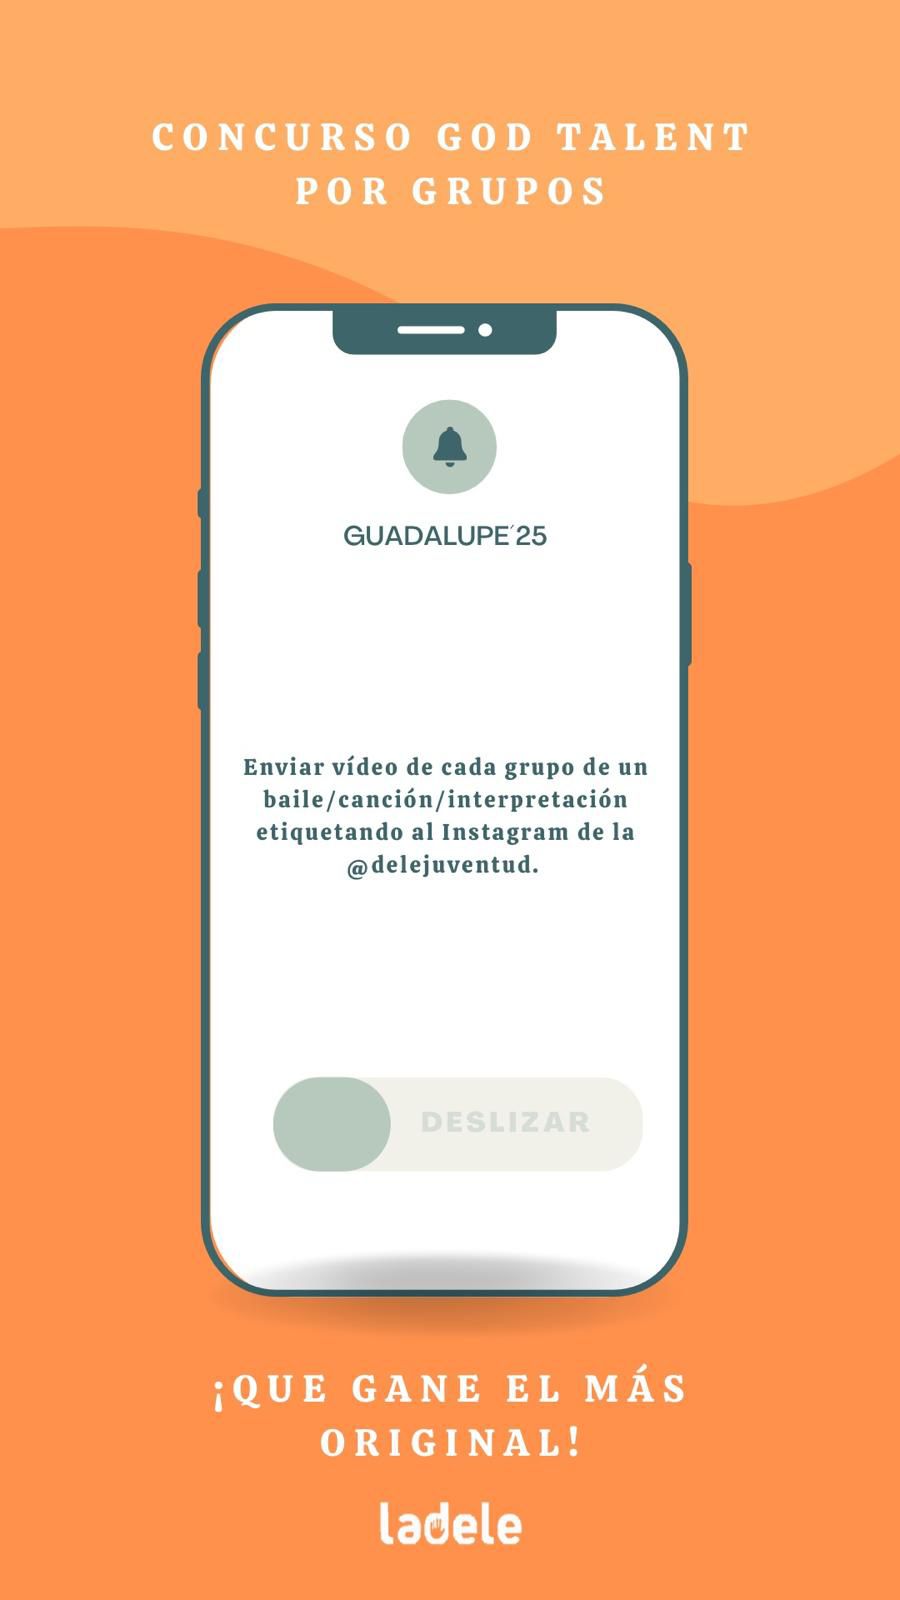 CONCURSO GOD TALENT
POR GRUPOS
GUADALUPE´25
Enviar vídeo de cada grupo de un
baile/canción/interpretación
etiquetando al Instagram de la
@delejuventud.
DESLIZAR
¡QUE GANE EL MÁS
ORIGINAL!
ladele